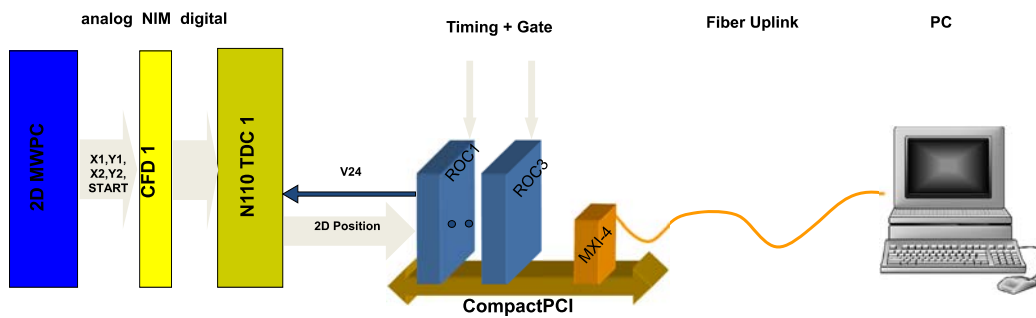 analog NIM digital
Timing + Gate
Fiber Uplink
PC
2D MWPC
X1,Y1,
X2,Y2,
START
CFD 1
N110 TDC 1
V24
2D Position
ROC1
ROC3
MXI-4
CompactPCI